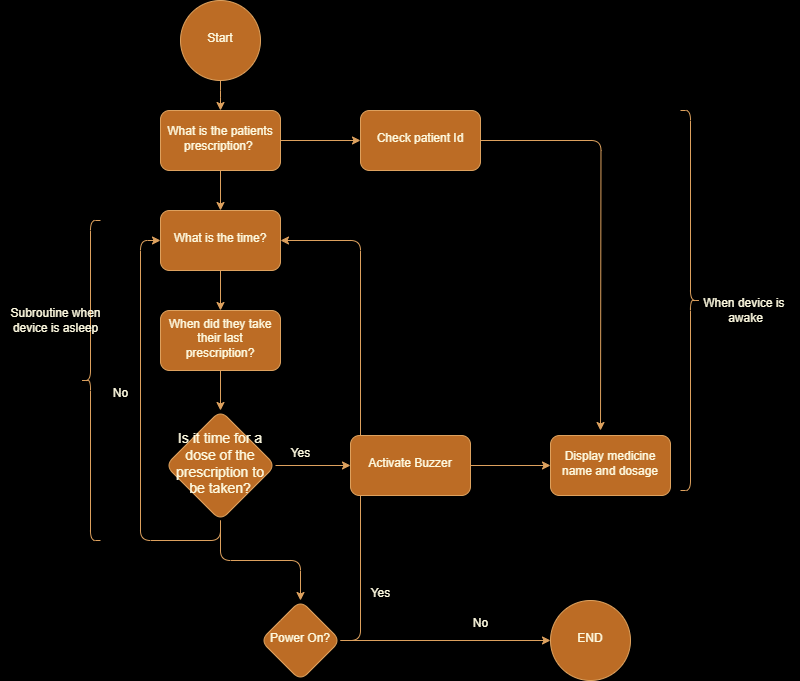 Start
What is the patients
prescription?
Check patient Id
What is the time?
Subroutine when
device is asleep
When device is
awake
When did they take
their last
prescription?
No
Is it time for a
dose of the
prescription to
be taken?
Yes
Activate Buzzer
Display medicine
name and dosage
Yes
Power On?
No
END